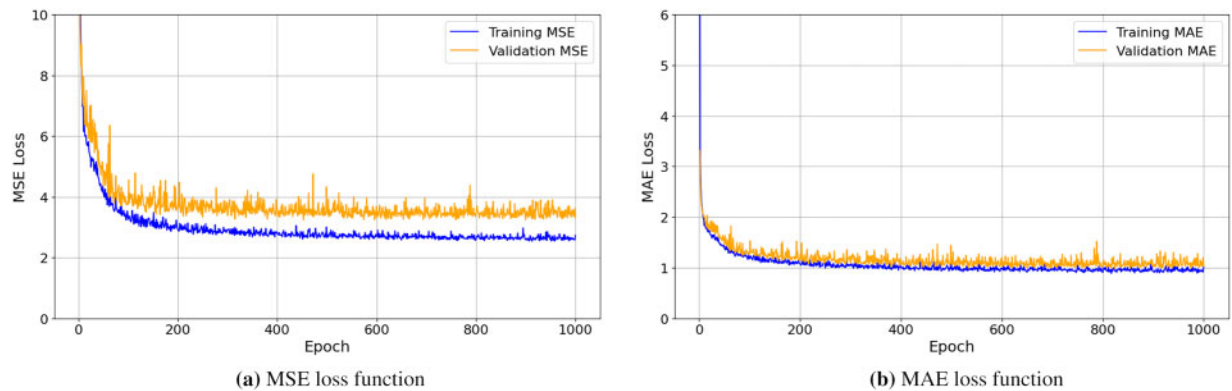 Training MSE
Validation MSE
10
8
6
4
2
0
MSE Loss
0 200 400 600 800 1000
Epoch
(a) MSE loss function
Training MAE
Validation MAE
6
5
4
3
2
1
0
MAE Loss
0 200 400 600 800 1000
Epoch
(b) MAE loss function